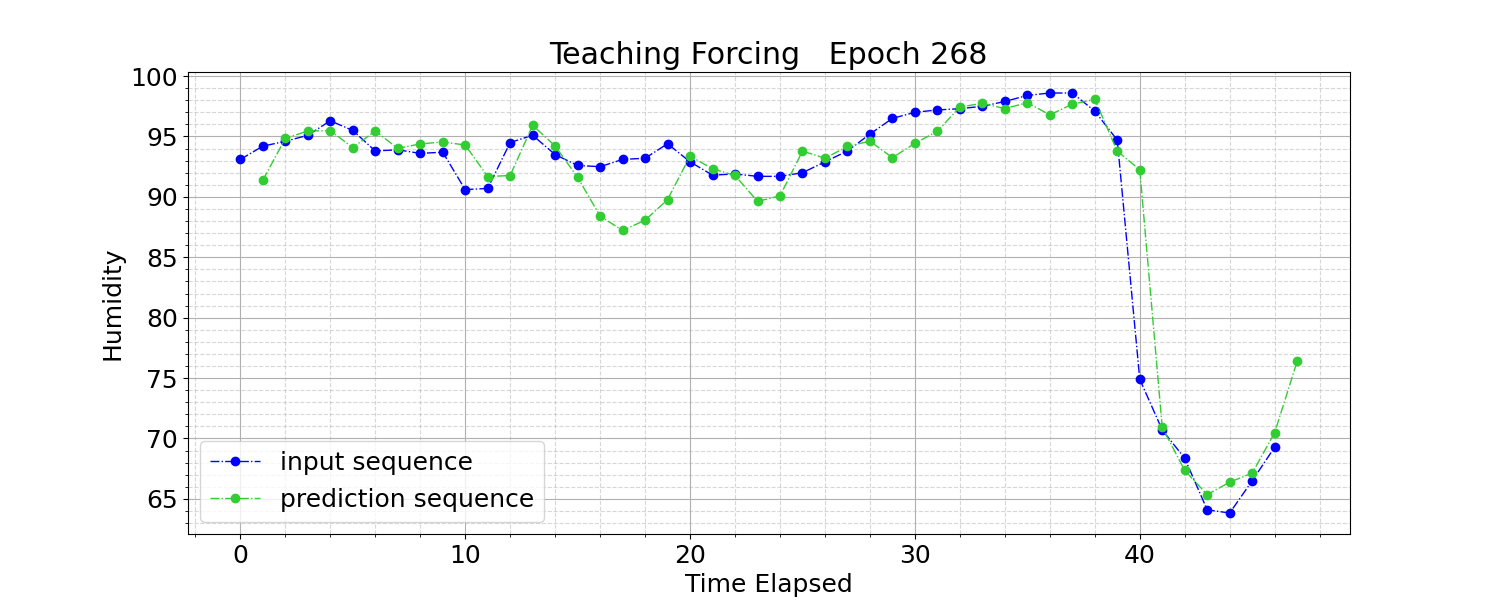 Teaching Forcing   Epoch 268
100
95
90
85
80
75
70
65
Humidity
input sequence
prediction sequence
0 10 20 30 40
Time Elapsed